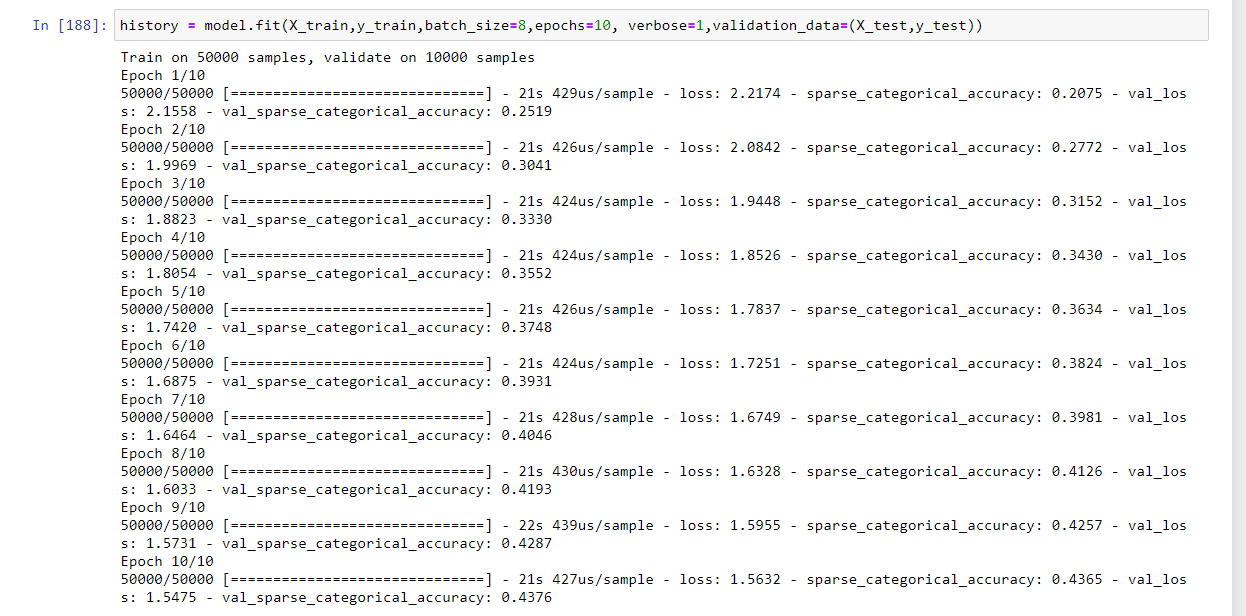 In [188]: history = model.fit(X_train,y_train,batch_size=8,epochs=10, verbose=1,validation_data=(X_test,y_test))
Train on 50000 samples, validate on 10000 samples
Epoch 1/10
50000/50000 [==============================] - 21s 429us/sample - loss: 2.2174 - sparse_categorical_accuracy: 0.2075 - val_los
s: 2.1558 - val_sparse_categorical_accuracy: 0.2519
Epoch 2/10
50000/50000 [==============================] - 21s 426us/sample - loss: 2.0842 - sparse_categorical_accuracy: 0.2772 - val_los
s: 1.9969 - val_sparse_categorical_accuracy: 0.3041
Epoch 3/10
50000/50000 [==============================] - 21s 424us/sample - loss: 1.9448 - sparse_categorical_accuracy: 0.3152 - val_los
s: 1.8823 - val_sparse_categorical_accuracy: 0.3330
Epoch 4/10
50000/50000 [==============================] - 21s 424us/sample - loss: 1.8526 - sparse_categorical_accuracy: 0.3430 - val_los
s: 1.8054 - val_sparse_categorical_accuracy: 0.3552
Epoch 5/10
50000/50000 [==============================] - 21s 426us/sample - loss: 1.7837 - sparse_categorical_accuracy: 0.3634 - val_los
s: 1.7420 - val_sparse_categorical_accuracy: 0.3748
Epoch 6/10
50000/50000 [==============================] - 21s 424us/sample - loss: 1.7251 - sparse_categorical_accuracy: 0.3824 - val_los
s: 1.6875 - val_sparse_categorical_accuracy: 0.3931
Epoch 7/10
50000/50000 [==============================] - 21s 428us/sample - loss: 1.6749 - sparse_categorical_accuracy: 0.3981 - val_los
s: 1.6464 - val_sparse_categorical_accuracy: 0.4046
Epoch 8/10
50000/50000 [==============================] - 21s 430us/sample - loss: 1.6328 - sparse_categorical_accuracy: 0.4126 - val_los
s: 1.6033 - val_sparse_categorical_accuracy: 0.4193
Epoch 9/10
50000/50000 [==============================] - 22s 439us/sample - loss: 1.5955 - sparse_categorical_accuracy: 0.4257 - val_los
s: 1.5731 - val_sparse_categorical_accuracy: 0.4287
Epoch 10/10
50000/50000 [==============================] - 21s 427us/sample - loss: 1.5632 - sparse_categorical_accuracy: 0.4365 - val_los
s: 1.5475 - val_sparse_categorical_accuracy: 0.4376